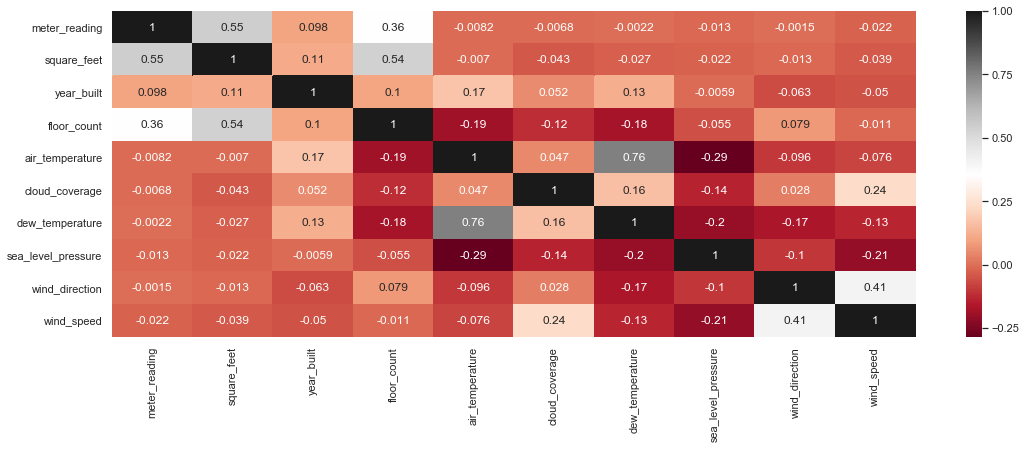 meter_reading 1 0.55 0.098 0.36 -0.0082 -0.0068 -0.0022 -0.013 -0.0015 -0.022
square_feet 0.55 1 0.11 0.54 -0.007 -0.043 -0.027 -0.022 -0.013 -0.039
year_built 0.098 0.11 1 0.1 0.17 0.052 0.13 -0.0059 -0.063 -0.05
floor_count 0.36 0.54 0.1 1 -0.19 -0.12 -0.18 -0.055 0.079 -0.011
air_temperature -0.0082 -0.007 0.17 -0.19 1 0.047 0.76 -0.29 -0.096 -0.076
cloud_coverage -0.0068 -0.043 0.052 -0.12 0.047 1 0.16 -0.14 0.028 0.24
dew_temperature -0.0022 -0.027 0.13 -0.18 0.76 0.16 1 -0.2 -0.17 -0.13
sea_level_pressure -0.013 -0.022 -0.0059 -0.055 -0.29 -0.14 -0.2 1 -0.1 -0.21
wind_direction -0.0015 -0.013 -0.063 0.079 -0.096 0.028 -0.17 -0.1 1 0.41
wind_speed -0.022 -0.039 -0.05 -0.011 -0.076 0.24 -0.13 -0.21 0.41 1
meter_reading
square_feet
year_built
floor_count
air_temperature
cloud_coverage
dew_temperature
sea_level_pressure
wind_direction
wind_speed
1.00
0.75
0.50
0.25
0.00
-0.25